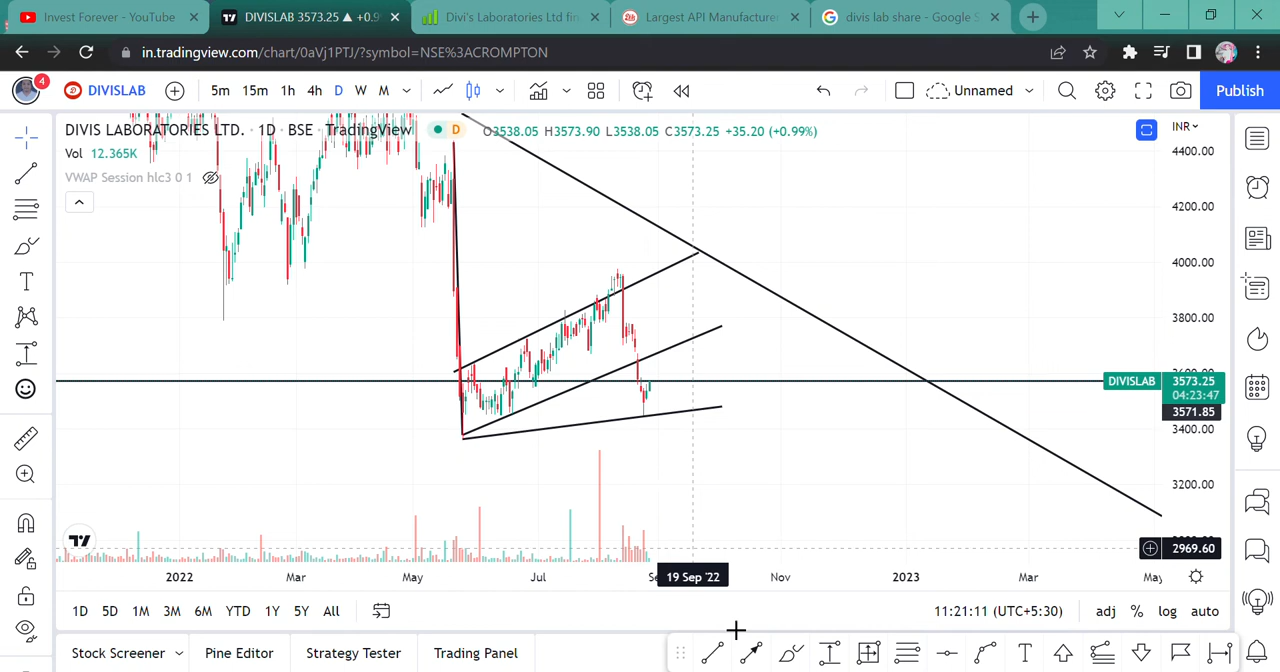 Invest Forever - YouTube
DIVISLAB 3573.25 ▲ +0.9
Divi's Laboratories Ltd fin
Largest API Manufacturer
divis lab share - Google S
in.tradingview.com/chart/0aVj1PTJ/?symbol=NSE%3ACROMPTON
4 DIVISLAB 5m 15m 1h 4h D W M Unnamed Publish
DIVIS LABORATORIES LTD. · 1D · BSE · TradingView D O3538.05 H3573.90 L3538.05 C3573.25 +35.20 (+0.99%) INR
Vol 12.365K
VWAP Session hlc3 0 1
4400.00
4200.00
4000.00
3800.00
DIVISLAB 3573.25
04:23:47
3571.85
3400.00
3200.00
2969.60
2022 Mar May Jul 19 Sep '22 Nov 2023 Mar May
1D 5D 1M 3M 6M YTD 1Y 5Y All 11:21:11 (UTC+5:30) adj % log auto
Stock Screener Pine Editor Strategy Tester Trading Panel